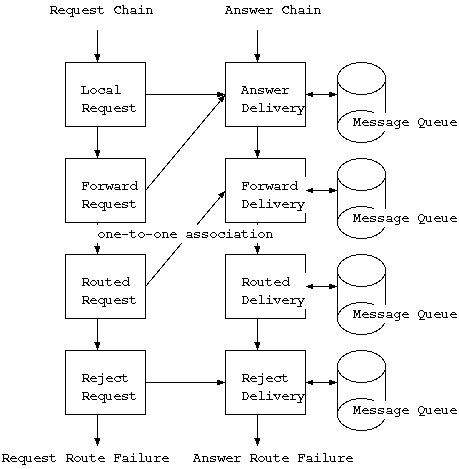 Request Chain
Answer Chain
Local
Request
Answer
Delivery
Message Queue
Forward
Request
Forward
Delivery
Message Queue
one-to-one association
Routed
Request
Routed
Delivery
Message Queue
Reject
Request
Reject
Delivery
Message Queue
Request Route Failure
Answer Route Failure